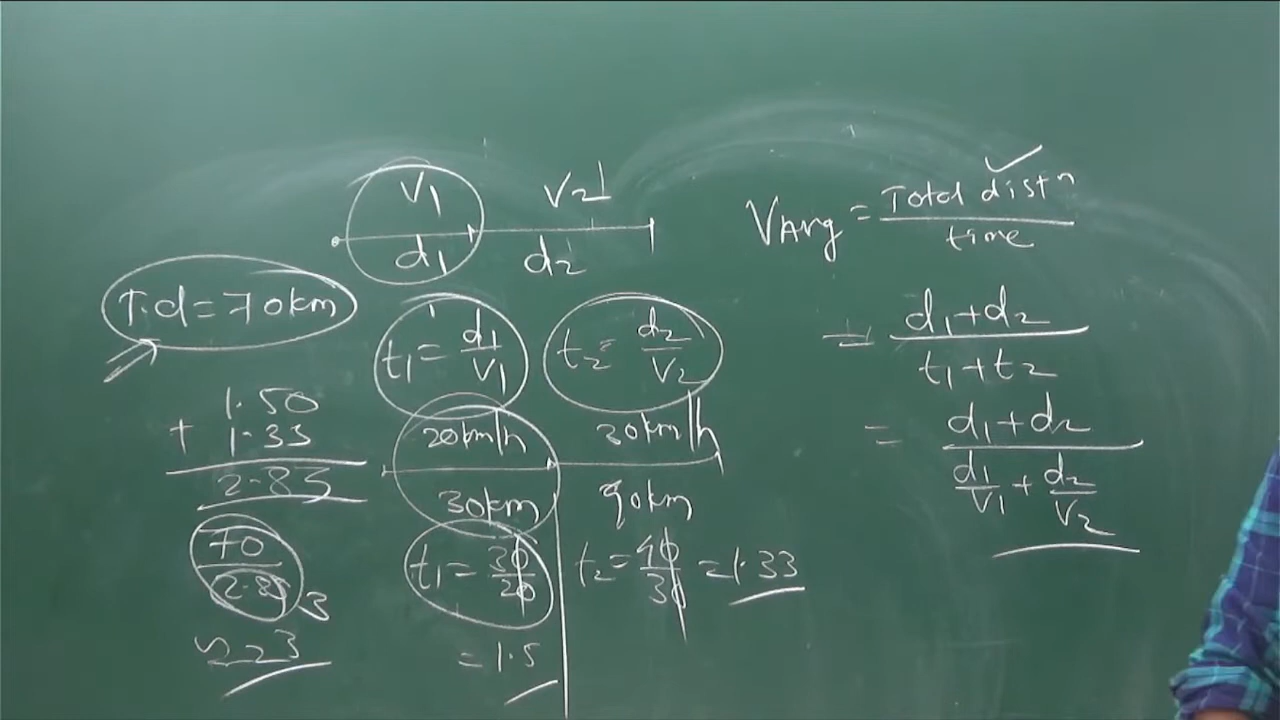 V1 V2
d1 d2
T.d = 70km
t1 = d1/V1 t2 = d2/V2
20km/h 30km/h
30km 40km
t1 = 30/20 t2 = 40/30 = 1.33
= 1.5
1.50
+ 1.33
2.83
70/2.83
≈ 23
VAvg = Total distn/time
= d1+d2/t1+t2
= d1+d2/d1/V1 + d2/V2